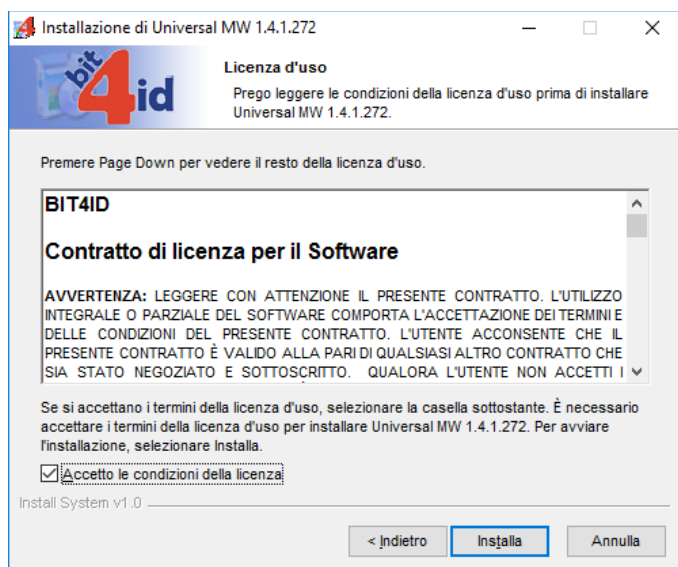 Installazione di Universal MW 1.4.1.272
bit
4id
Licenza d'uso
Prego leggere le condizioni della licenza d'uso prima di installare
Universal MW 1.4.1.272.
Premere Page Down per vedere il resto della licenza d'uso.
BIT4ID
Contratto di licenza per il Software
AVVERTENZA: LEGGERE CON ATTENZIONE IL PRESENTE CONTRATTO. L'UTILIZZO
INTEGRALE O PARZIALE DEL SOFTWARE COMPORTA L'ACCETTAZIONE DEI TERMINI E
DELLE CONDIZIONI DEL PRESENTE CONTRATTO. L'UTENTE ACCONSENTE CHE IL
PRESENTE CONTRATTO È VALIDO ALLA PARI DI QUALSIASI ALTRO CONTRATTO CHE
SIA STATO NEGOZIATO E SOTTOSCRITTO. QUALORA L'UTENTE NON ACCETTI I
Se si accettano i termini della licenza d'uso, selezionare la casella sottostante. È necessario
accettare i termini della licenza d'uso per installare Universal MW 1.4.1.272. Per avviare
l'installazione, selezionare Installa.
Accetto le condizioni della licenza
Install System v1.0
< Indietro
Installa
Annulla